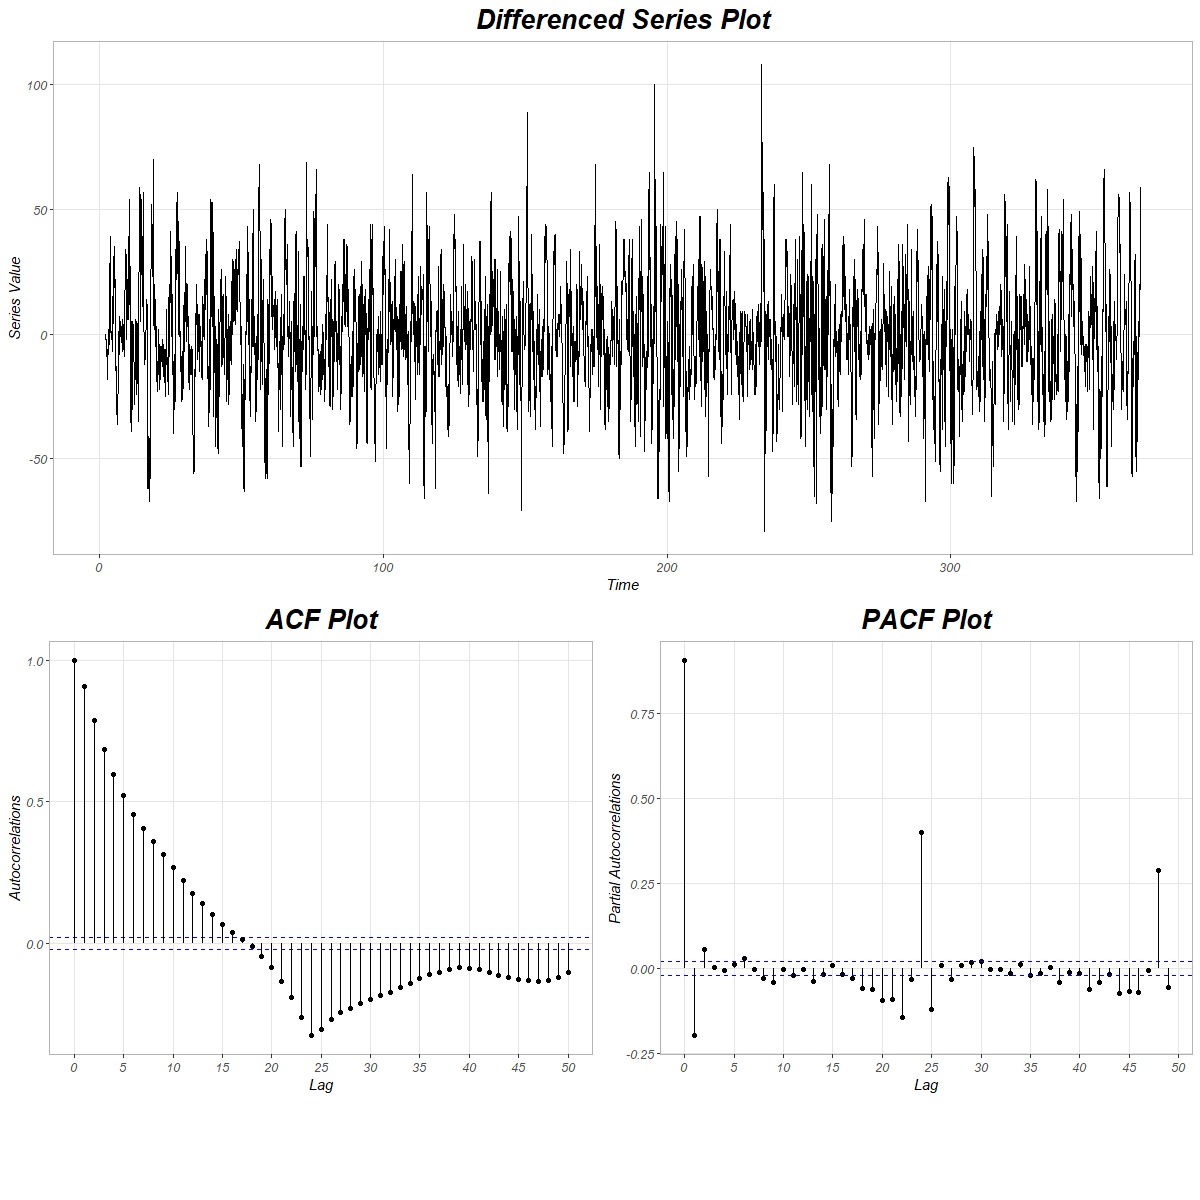 Differenced Series Plot
Series Value
100
50
0
-50
0 100 200 300
Time
ACF Plot
Autocorrelations
1.0
0.5
0.0
0 5 10 15 20 25 30 35 40 45 50
Lag
PACF Plot
Partial Autocorrelations
0.75
0.50
0.25
0.00
-0.25
0 5 10 15 20 25 30 35 40 45 50
Lag